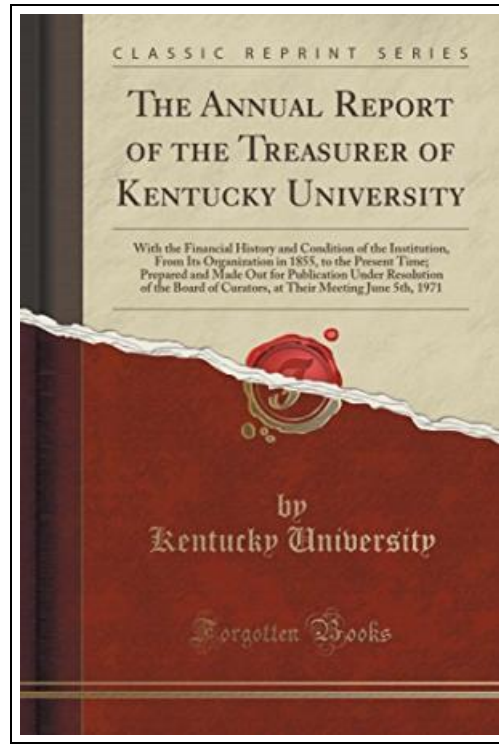 CLASSIC REPRINT SERIES
THE ANNUAL REPORT
OF THE TREASURER OF
KENTUCKY UNIVERSITY
With the Financial History and Condition of the Institution,
From Its Organization in 1855, to the Present Time;
Prepared and Made Out for Publication Under Resolution
of the Board of Curators, at Their Meeting June 5th, 1971
by
Kentucky University
Forgotten Books